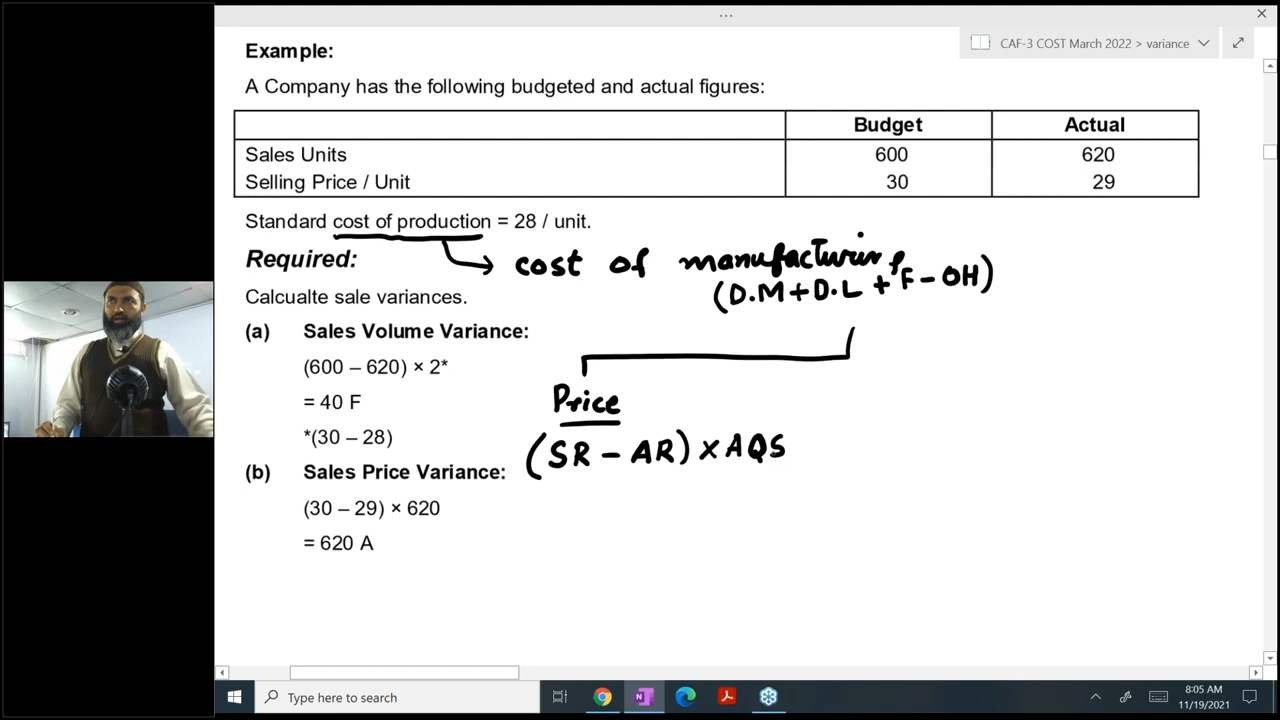 CAF-3 COST March 2022 > variance
Example:
A Company has the following budgeted and actual figures:
Budget Actual
Sales Units 600 620
Selling Price / Unit 30 29
Standard cost of production = 28 / unit.
Required:
cost of manufacturing
(D.M + D.L + F-OH)
Calcualte sale variances.
(a) Sales Volume Variance:
(600 – 620) × 2*
= 40 F
*(30 – 28)
Price
(SR – AR) × AQS
(b) Sales Price Variance:
(30 – 29) × 620
= 620 A
Type here to search
8:05 AM
11/19/2021